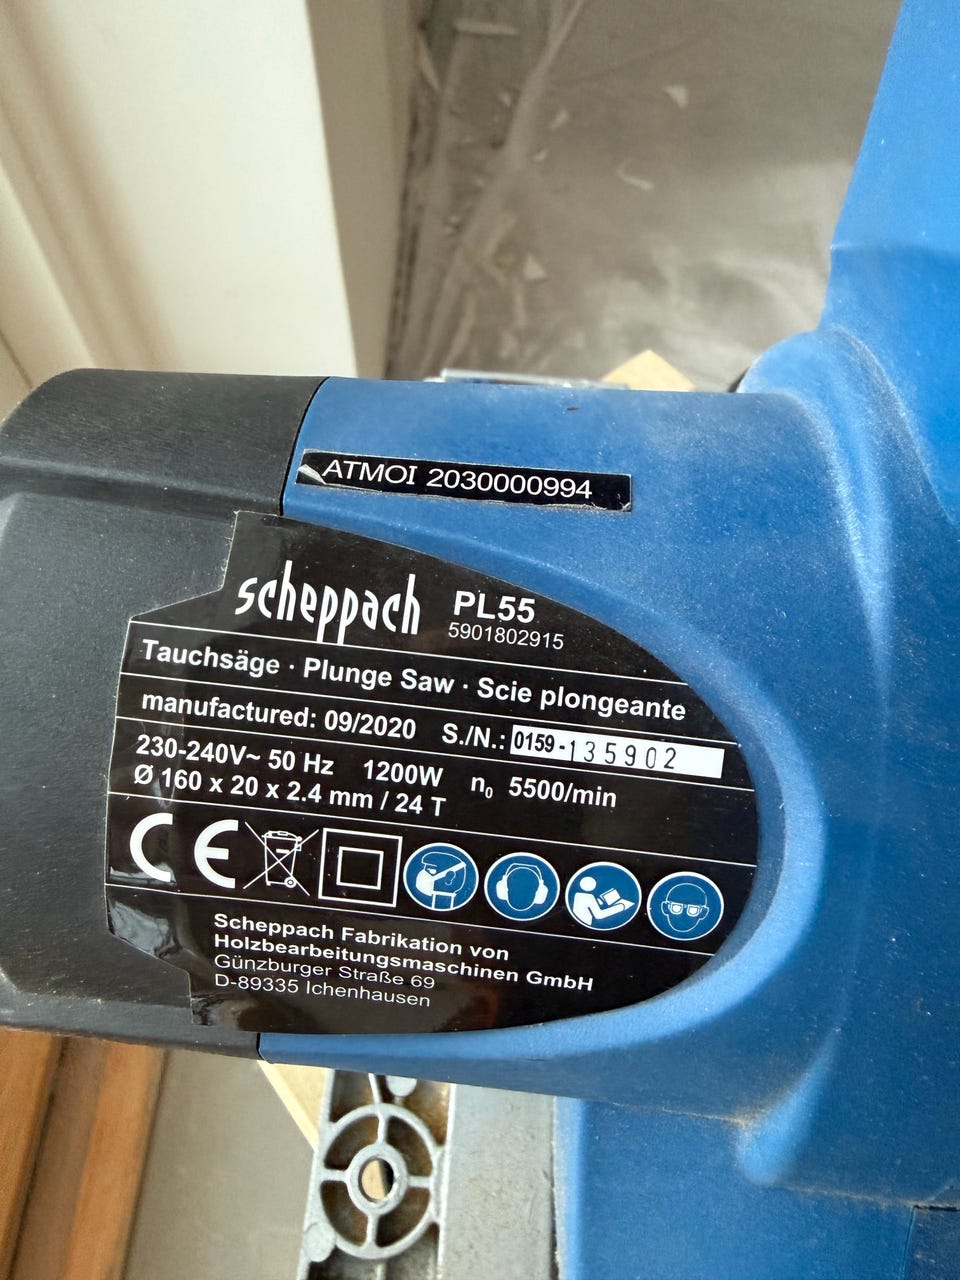 ATMOI 2030000994
scheppach PL55
5901802915
Tauchsäge · Plunge Saw · Scie plongeante
manufactured: 09/2020 S./N.: 0159-135902
230-240V~ 50 Hz 1200W n₀ 5500/min
Ø 160 x 20 x 2.4 mm / 24 T
CE
Scheppach Fabrikation von
Holzbearbeitungsmaschinen GmbH
Günzburger Straße 69
D-89335 Ichenhausen